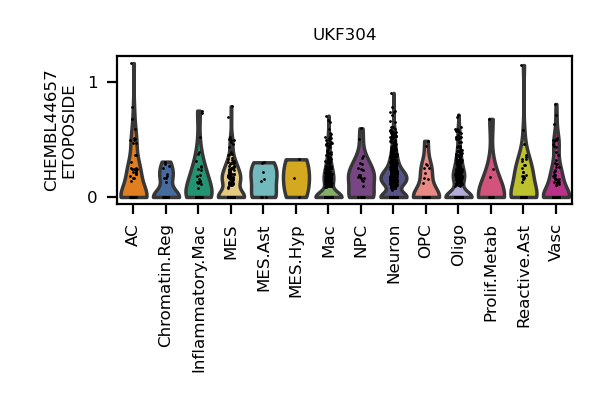 UKF304
CHEMBL44657
ETOPOSIDE
1
0
AC
Chromatin.Reg
Inflammatory.Mac
MES
MES.Ast
MES.Hyp
Mac
NPC
Neuron
OPC
Oligo
Prolif.Metab
Reactive.Ast
Vasc